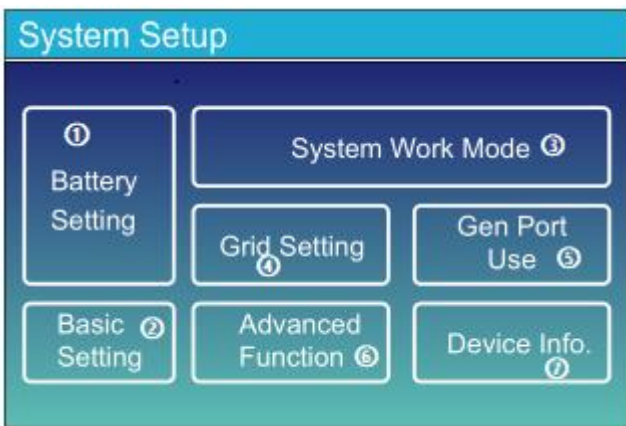 System Setup
①
Battery
Setting
System Work Mode ③
Grid Setting
④
Gen Port
Use ⑤
Basic ②
Setting
Advanced
Function ⑥
Device Info.
⑦